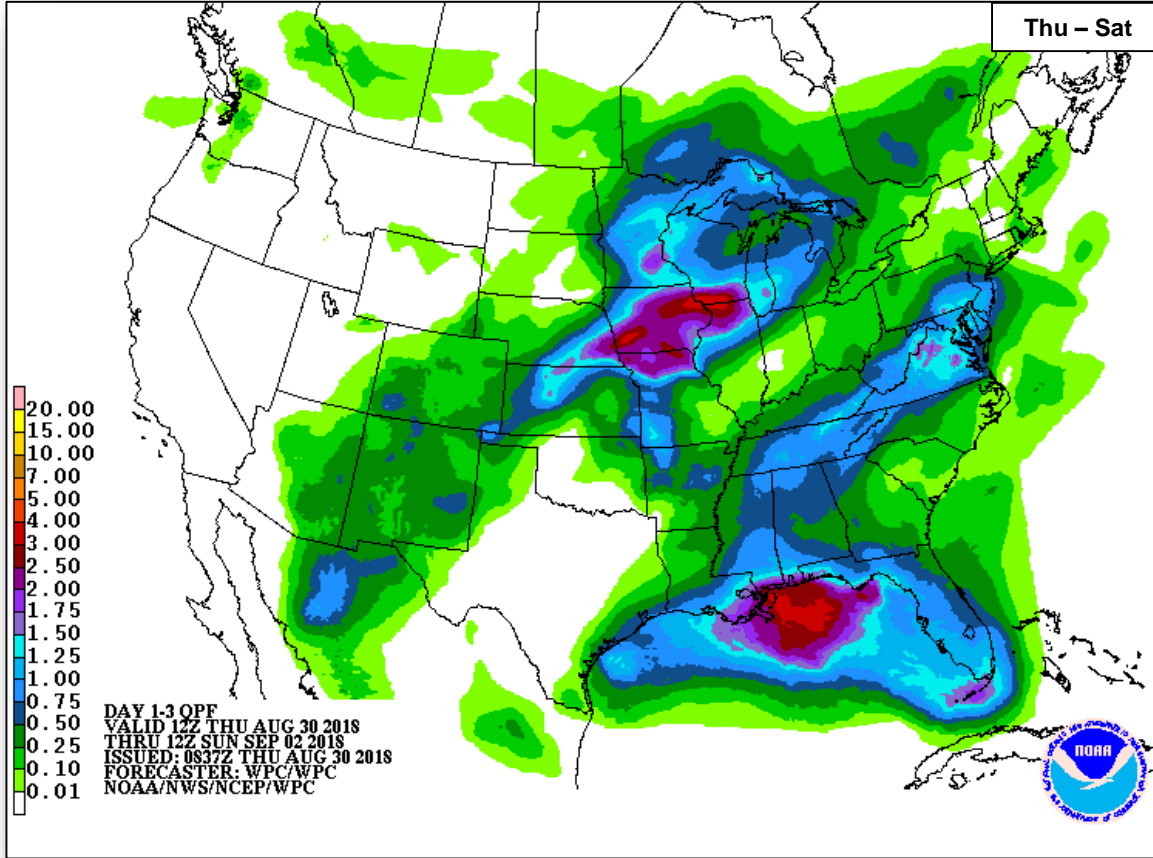 Thu – Sat
20.00
15.00
10.00
7.00
5.00
4.00
3.00
2.50
2.00
1.75
1.50
1.25
1.00
0.75
0.50
0.25
0.10
0.01
DAY 1-3 QPF
VALID 12Z THU AUG 30 2018
THRU 12Z SUN SEP 02 2018
ISSUED: 0837Z THU AUG 30 2018
FORECASTER: WPC/WPC
NOAA/NWS/NCEP/WPC
NOAA